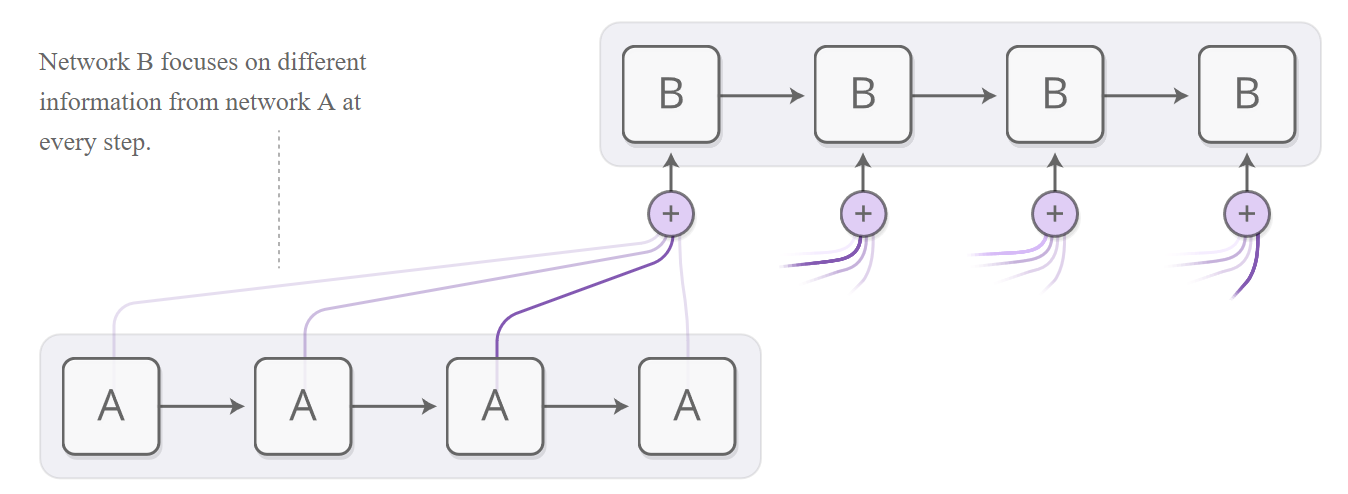 Network B focuses on different
information from network A at
every step.
B B B B
+ + + +
A A A A